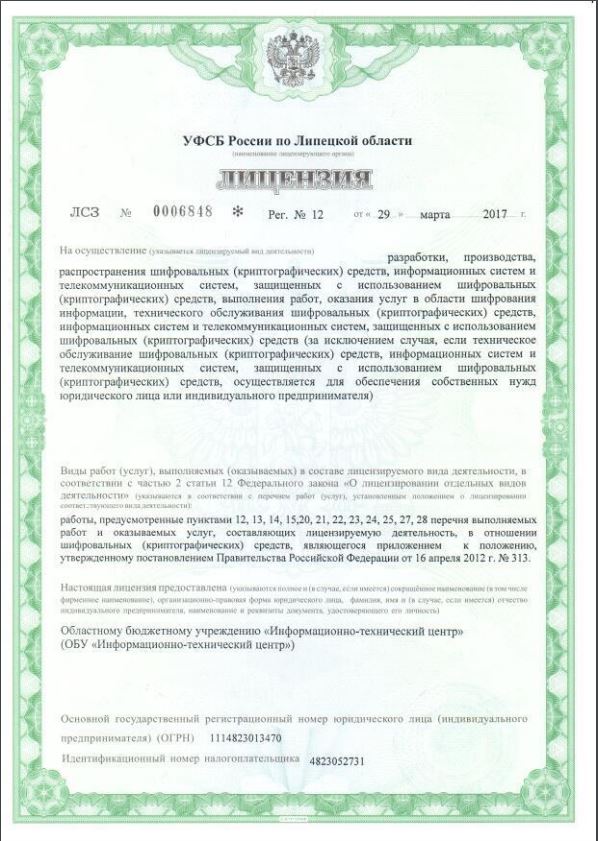 УФСБ России по Липецкой области
(наименование лицензирующего органа)
ЛИЦЕНЗИЯ
ЛСЗ № 0006848 * Рег. № 12 от « 29 » марта 2017 г.
На осуществление (указывается лицензируемый вид деятельности)
разработки, производства,
распространения шифровальных (криптографических) средств, информационных систем и
телекоммуникационных систем, защищенных с использованием шифровальных
(криптографических) средств, выполнения работ, оказания услуг в области шифрования
информации, технического обслуживания шифровальных (криптографических) средств,
информационных систем и телекоммуникационных систем, защищенных с использованием
шифровальных (криптографических) средств (за исключением случая, если техническое
обслуживание шифровальных (криптографических) средств, информационных систем и
телекоммуникационных систем, защищенных с использованием шифровальных
(криптографических) средств, осуществляется для обеспечения собственных нужд
юридического лица или индивидуального предпринимателя)
Виды работ (услуг), выполняемых (оказываемых) в составе лицензируемого вида деятельности, в
соответствии с частью 2 статьи 12 Федерального закона «О лицензировании отдельных видов
деятельности» (указываются в соответствии с перечнем работ (услуг), установленным положением о лицензировании
соответствующего вида деятельности):
работы, предусмотренные пунктами 12, 13, 14, 15,20, 21, 22, 23, 24, 25, 27, 28 перечня выполняемых
работ и оказываемых услуг, составляющих лицензируемую деятельность, в отношении
шифровальных (криптографических) средств, являющегося приложением к положению,
утвержденному постановлением Правительства Российской Федерации от 16 апреля 2012 г. № 313.
Настоящая лицензия предоставлена (указываются полное и (в случае, если имеется) сокращённое наименование (в том числе
фирменное наименование), организационно-правовая форма юридического лица, фамилия, имя и (в случае, если имеется) отчество
индивидуального предпринимателя, наименование и реквизиты документа, удостоверяющего его личность)
Областному бюджетному учреждению «Информационно-технический центр»
(ОБУ «Информационно-технический центр»)
Основной государственный регистрационный номер юридического лица (индивидуального
предпринимателя) (ОГРН) 1114823013470
Идентификационный номер налогоплательщика 4823052731